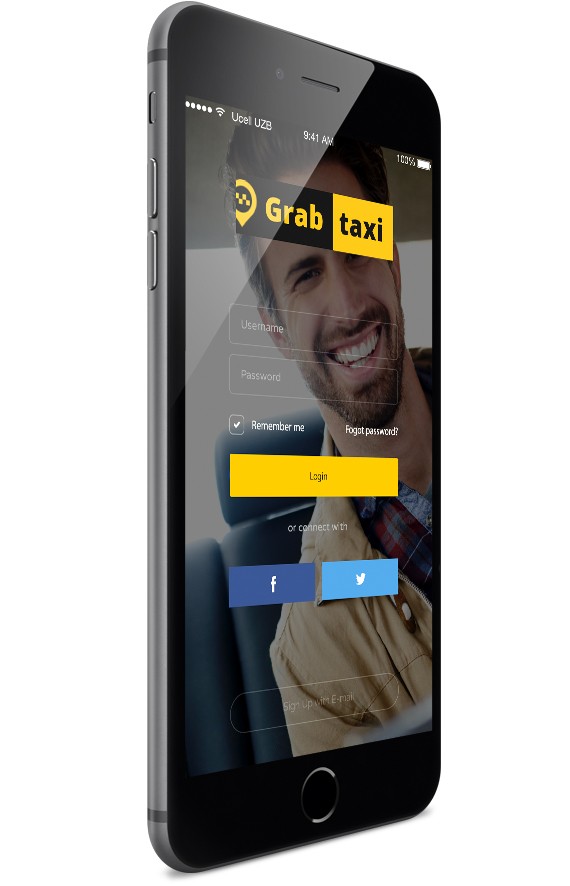 Ucell UZB
9:41 AM
100%
Grab taxi
Username
Password
Remember me
Fogot password?
Login
or connect with
f
Sign Up with E-mail